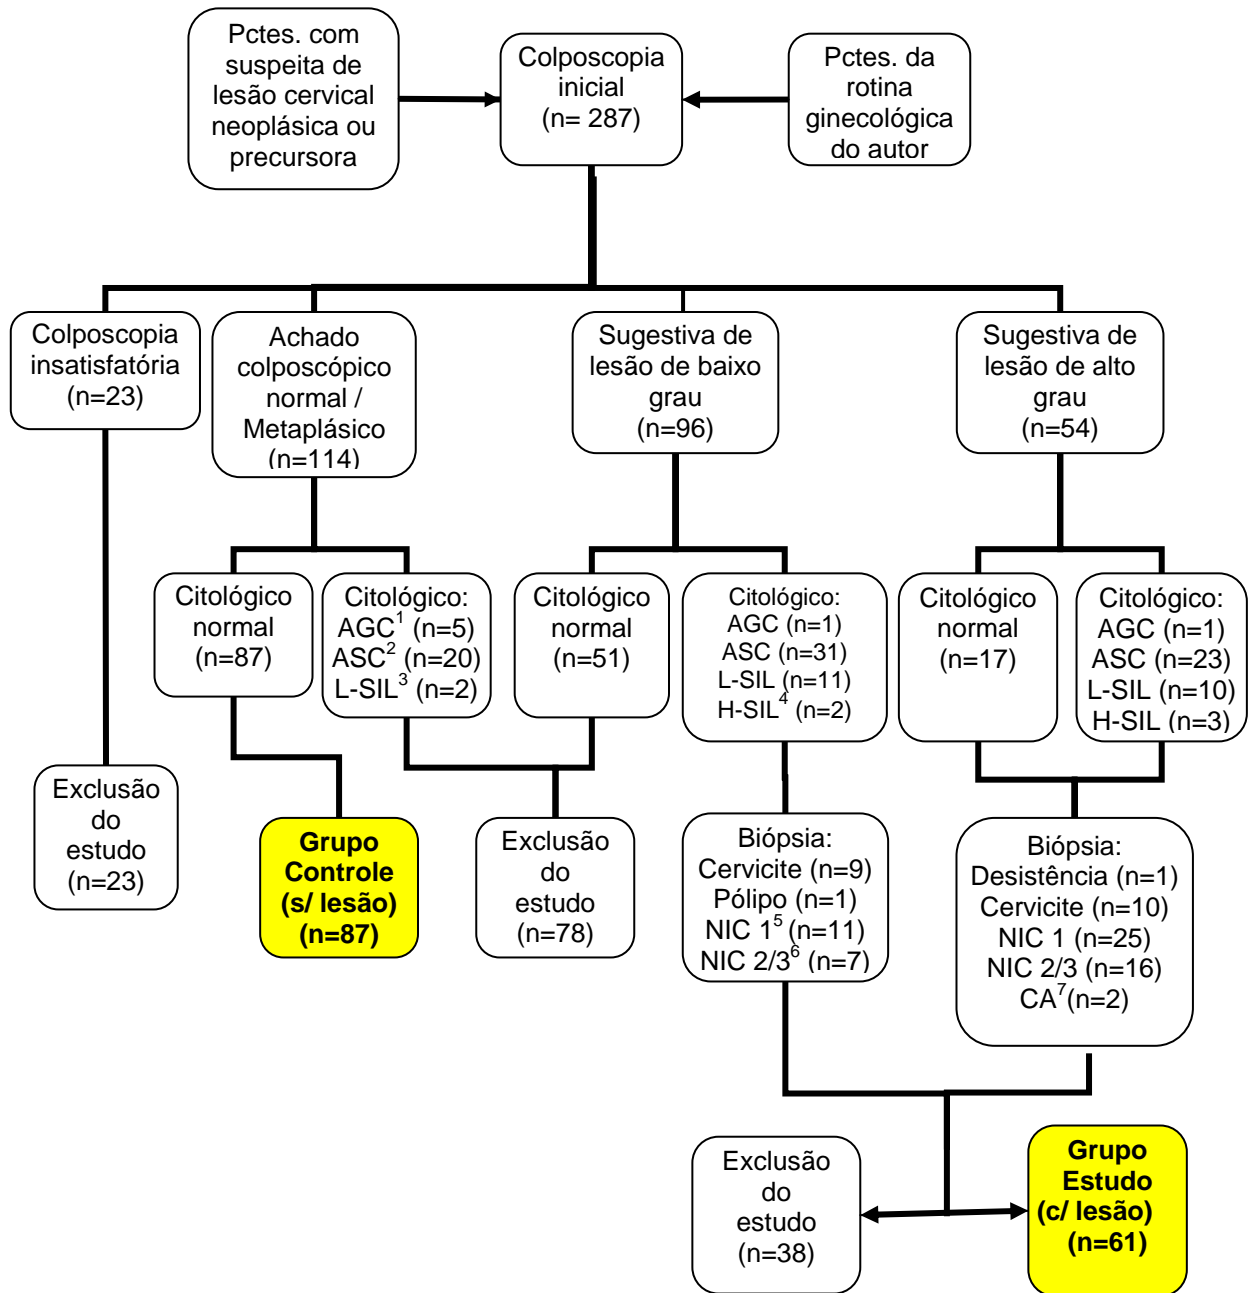 Pctes. com
suspeita de
lesão cervical
neoplásica ou
precursora
Colposcopia
inicial
(n= 287)
Pctes. da
rotina
ginecológica
do autor
Colposcopia
insatisfatória
(n=23)
Achado
colposcópico
normal /
Metaplásico
(n=114)
Sugestiva de
lesão de baixo
grau
(n=96)
Sugestiva de
lesão de alto
grau
(n=54)
Citológico
normal
(n=87)
Citológico:
AGC¹ (n=5)
ASC² (n=20)
L-SIL³ (n=2)
Citológico
normal
(n=51)
Citológico:
AGC (n=1)
ASC (n=31)
L-SIL (n=11)
H-SIL⁴ (n=2)
Citológico
normal
(n=17)
Citológico:
AGC (n=1)
ASC (n=23)
L-SIL (n=10)
H-SIL (n=3)
Exclusão
do
estudo
(n=23)
Grupo
Controle
(s/ lesão)
(n=87)
Exclusão
do
estudo
(n=78)
Biópsia:
Cervicite (n=9)
Pólipo (n=1)
NIC 1⁵ (n=11)
NIC 2/3⁶ (n=7)
Biópsia:
Desistência (n=1)
Cervicite (n=10)
NIC 1 (n=25)
NIC 2/3 (n=16)
CA⁷(n=2)
Exclusão
do
estudo
(n=38)
Grupo
Estudo
(c/ lesão)
(n=61)